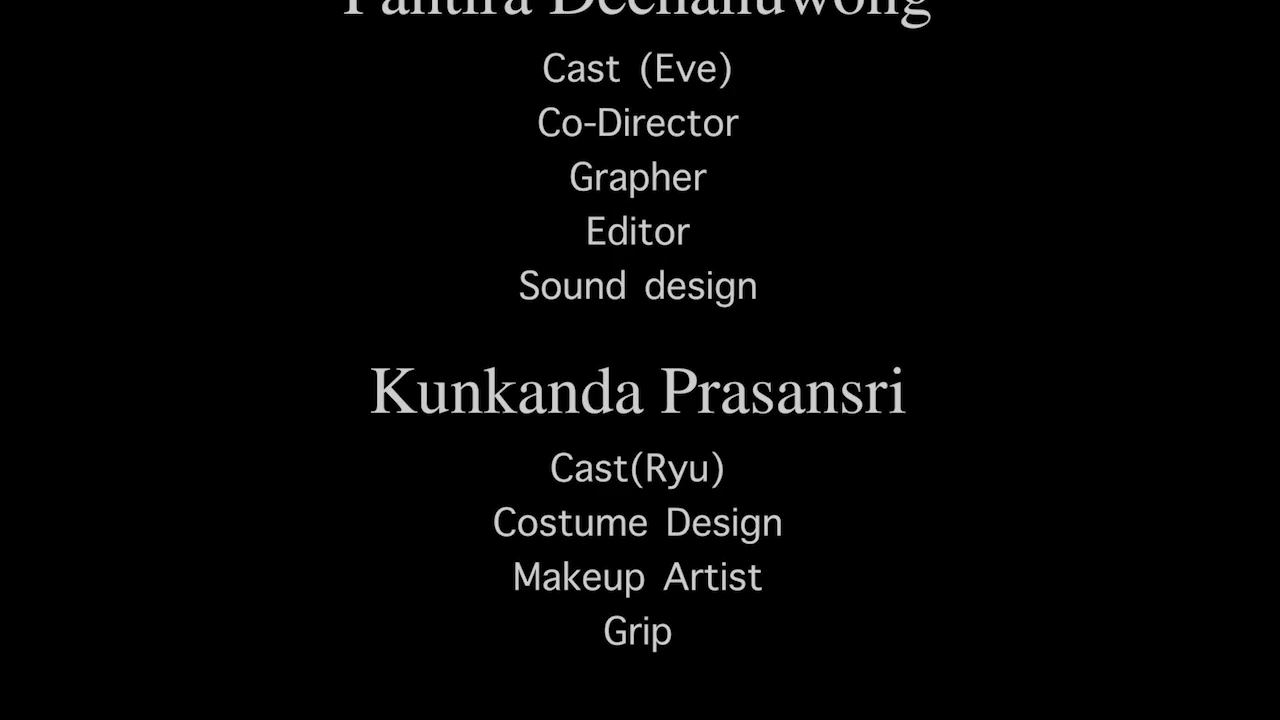 Cast (Eve)
Co-Director
Grapher
Editor
Sound design
Kunkanda Prasansri
Cast(Ryu)
Costume Design
Makeup Artist
Grip